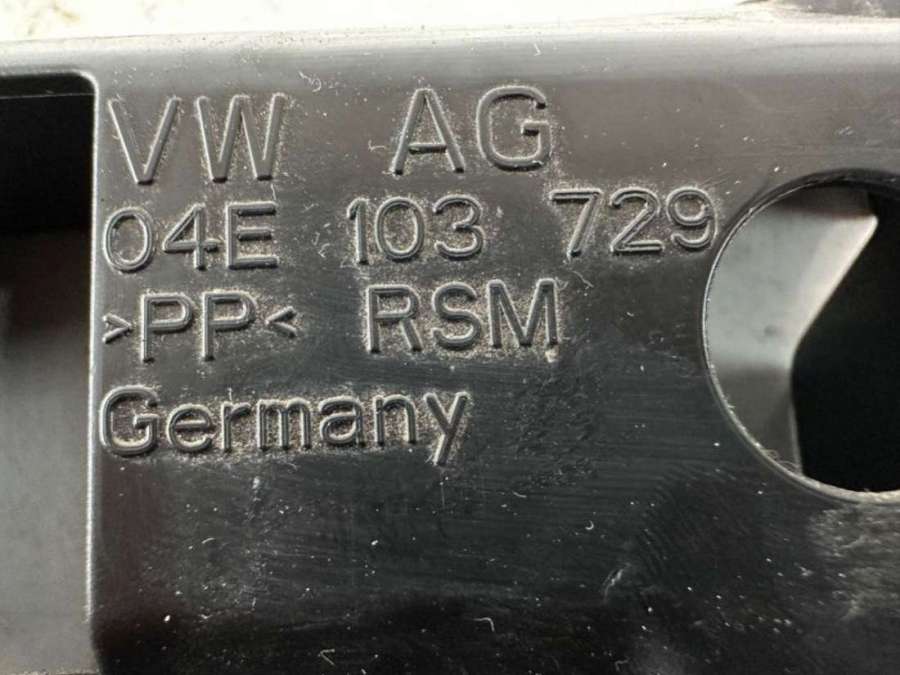 VW AG
04E 103 729
>PP< RSM
Germany